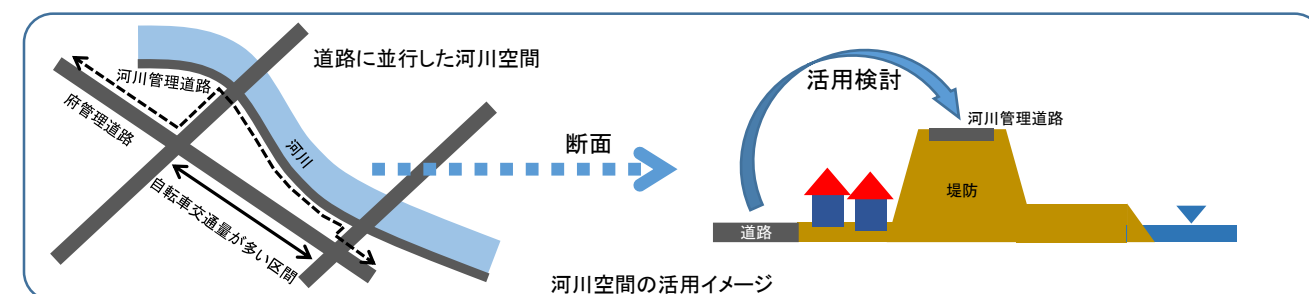 道路に並行した河川空間
河川管理道路
府管理道路
河川
自転車交通量が多い区間
断面
活用検討
河川管理道路
堤防
道路
河川空間の活用イメージ